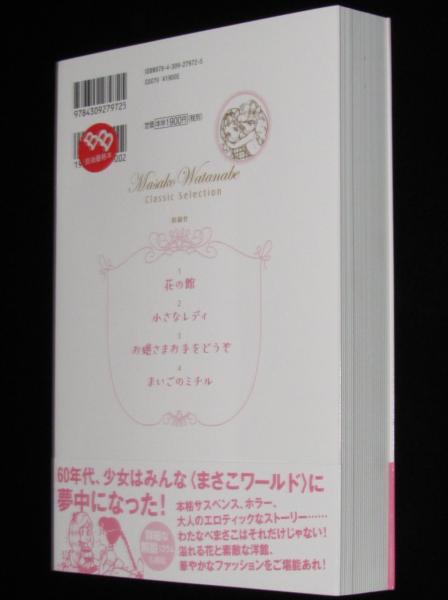 ISBN978-4-309-27972-5
C0079 ¥1900E
定価 本体1900円(税別)
9784309279725
002
Masako Watanabe
Classic Selection
収録作
1
花の館
2
小さなレディ
3
お嬢さまお手をどうぞ
4
まいごのミチル
60年代、少女はみんな〈まさこワールド〉に
夢中になった!
本格サスペンス、ホラー、
大人のエロティックなストーリー……
わたなべまさこはそれだけじゃない!
溢れる花と素敵な洋館、
華やかなファッションをご堪能あれ!